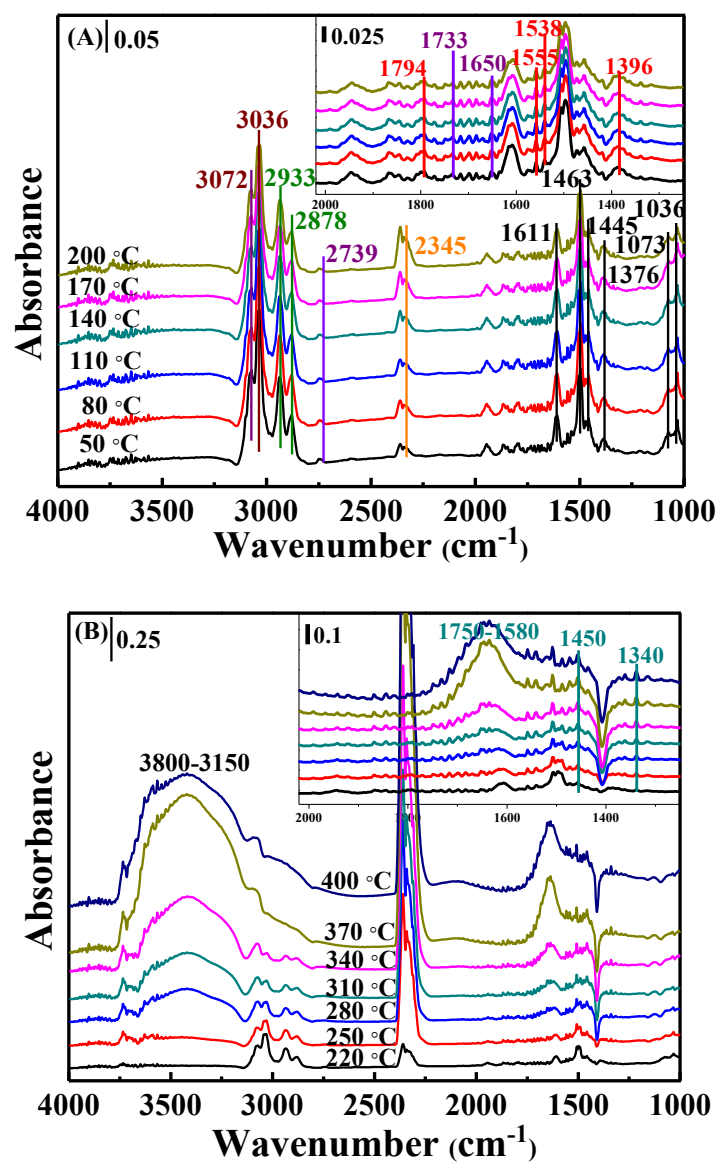 (A) 0.05
0.025
1538
1733
1794 1650 1555 1396
3036
2933
3072
2878
2739
2345
1463
1611 1445 1036
1073
1376
2000 1800 1600 1400
200 °C
170 °C
140 °C
110 °C
80 °C
50 °C
Absorbance
4000 3500 3000 2500 2000 1500 1000
Wavenumber (cm-1)
(B) 0.25
0.1
1750-1580 1450
1340
2000 1800 1600 1400
3800-3150
400 °C
370 °C
340 °C
310 °C
280 °C
250 °C
220 °C
Absorbance
4000 3500 3000 2500 2000 1500 1000
Wavenumber (cm-1)